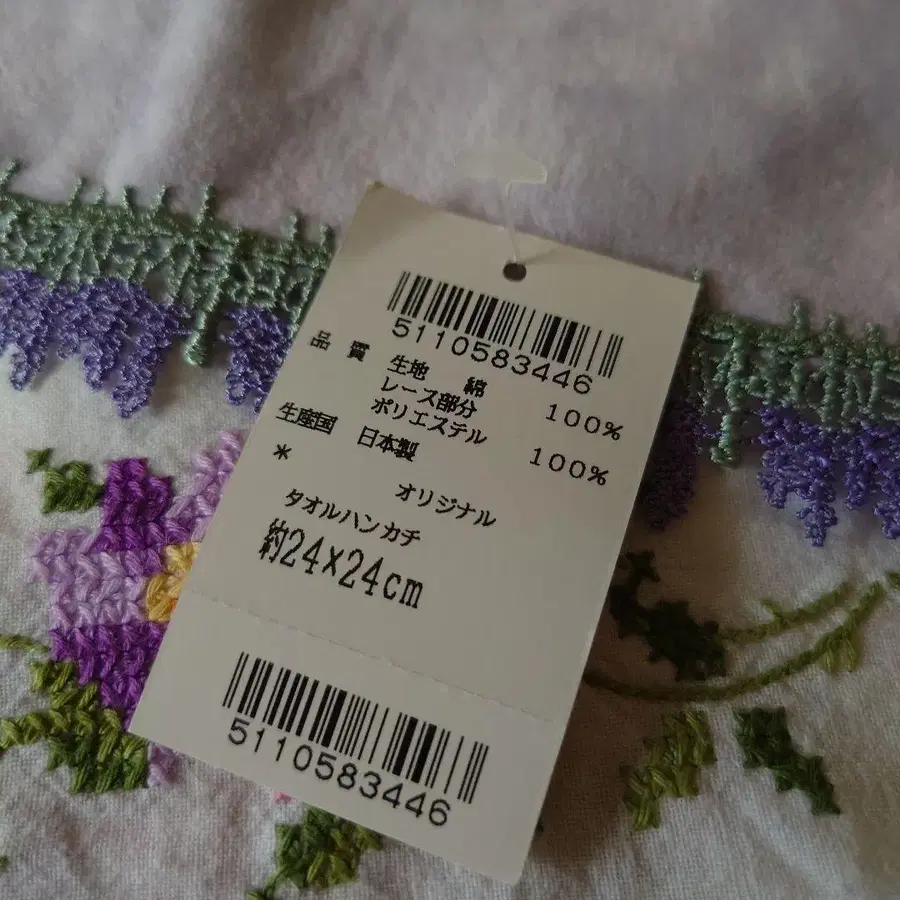 5110583446
品質 生地 綿 100%
レース部分
ポリエステル 100%
生産国 日本製
*
オリジナル
タオルハンカチ
約24x24cm
5110583446